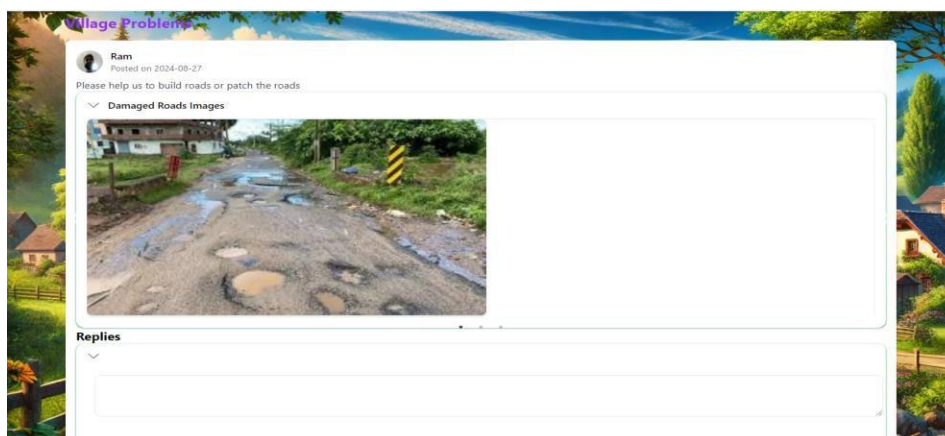 Village Problems
Ram
Posted on 2024-08-27
Please help us to build roads or patch the roads
Damaged Roads Images
Replies